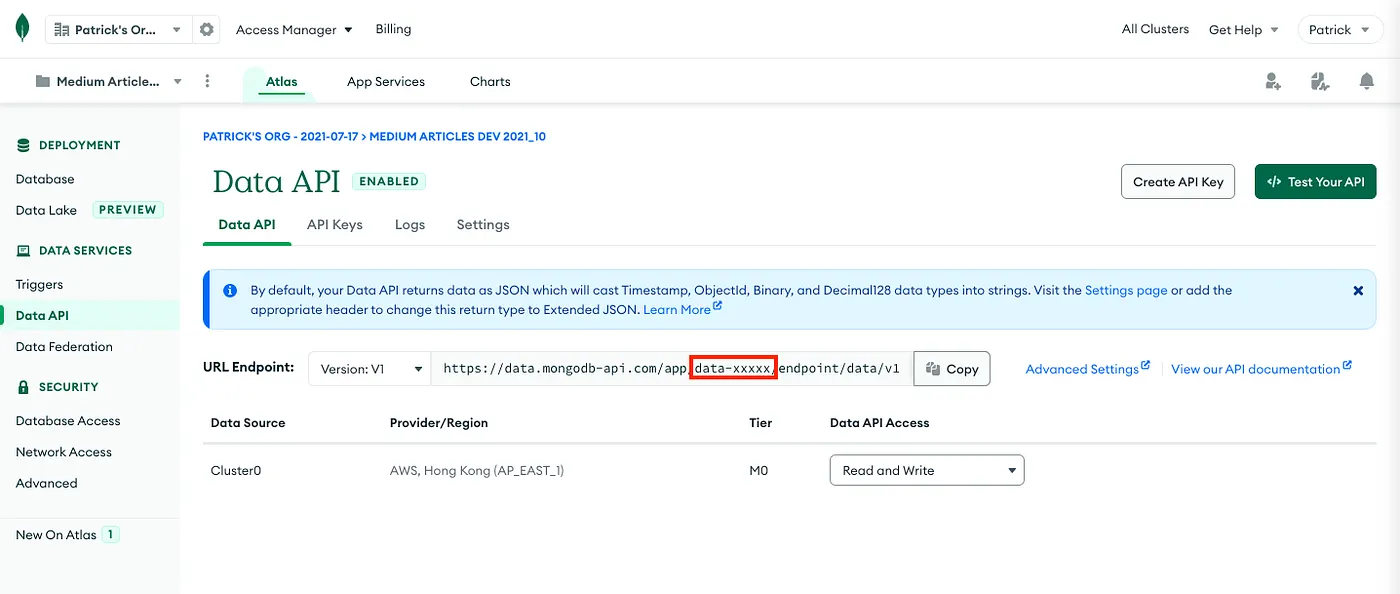 Patrick's Or...
Access Manager
Billing
All Clusters
Get Help
Patrick
Medium Article...
Atlas
App Services
Charts
DEPLOYMENT
Database
Data Lake PREVIEW
DATA SERVICES
Triggers
Data API
Data Federation
SECURITY
Database Access
Network Access
Advanced
New On Atlas 1
PATRICK'S ORG - 2021-07-17 > MEDIUM ARTICLES DEV 2021_10
Data API ENABLED
Create API Key
</> Test Your API
Data API API Keys Logs Settings
By default, your Data API returns data as JSON which will cast Timestamp, ObjectId, Binary, and Decimal128 data types into strings. Visit the Settings page or add the
appropriate header to change this return type to Extended JSON. Learn More
URL Endpoint: Version: V1 https://data.mongodb-api.com/app/data-xxxxx/endpoint/data/v1 Copy Advanced Settings View our API documentation
Data Source Provider/Region Tier Data API Access
Cluster0 AWS, Hong Kong (AP_EAST_1) M0 Read and Write